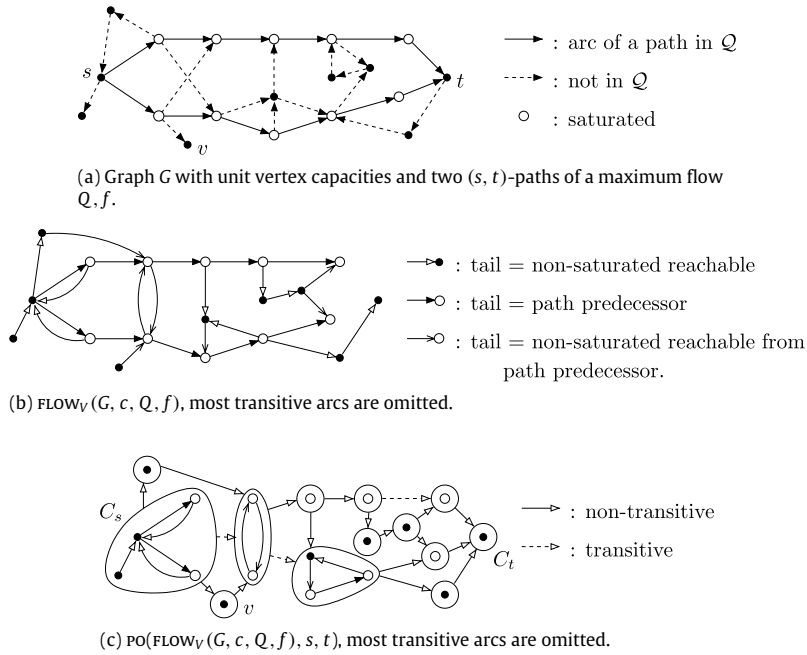 s
t
v
: arc of a path in 𝒬
: not in 𝒬
: saturated
(a) Graph G with unit vertex capacities and two (s, t)-paths of a maximum flow
Q, f.
: tail = non-saturated reachable
: tail = path predecessor
: tail = non-saturated reachable from
path predecessor.
(b) FLOW_V(G, c, Q, f), most transitive arcs are omitted.
C_s
v
C_t
: non-transitive
: transitive
(c) PO(FLOW_V(G, c, Q, f), s, t), most transitive arcs are omitted.